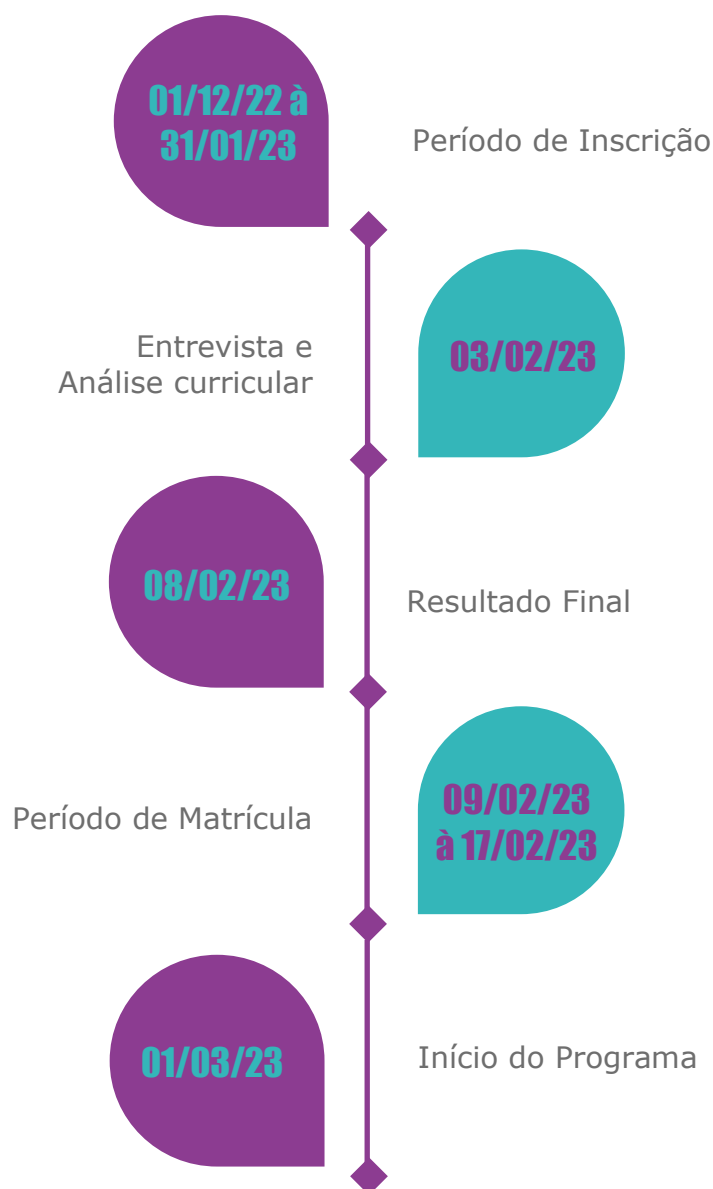 01/12/22 à
31/01/23
Período de Inscrição
Entrevista e
Análise curricular
03/02/23
08/02/23
Resultado Final
Período de Matrícula
09/02/23
à 17/02/23
01/03/23
Início do Programa